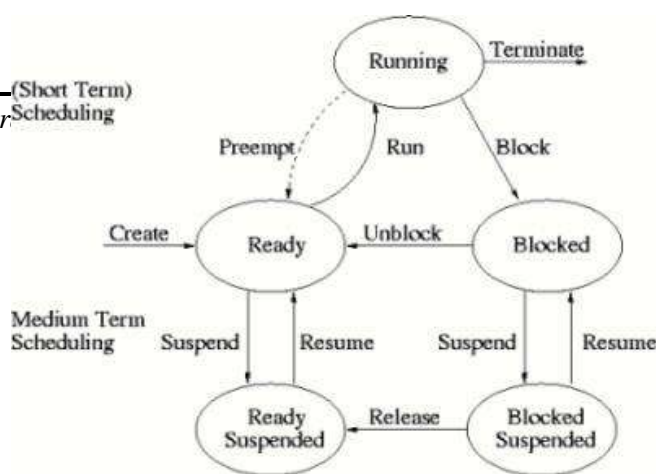 Running
Terminate
(Short Term)
Scheduling
r
Preempt
Run
Block
Create
Ready
Unblock
Blocked
Medium Term
Scheduling
Suspend
Resume
Suspend
Resume
Ready
Suspended
Release
Blocked
Suspended